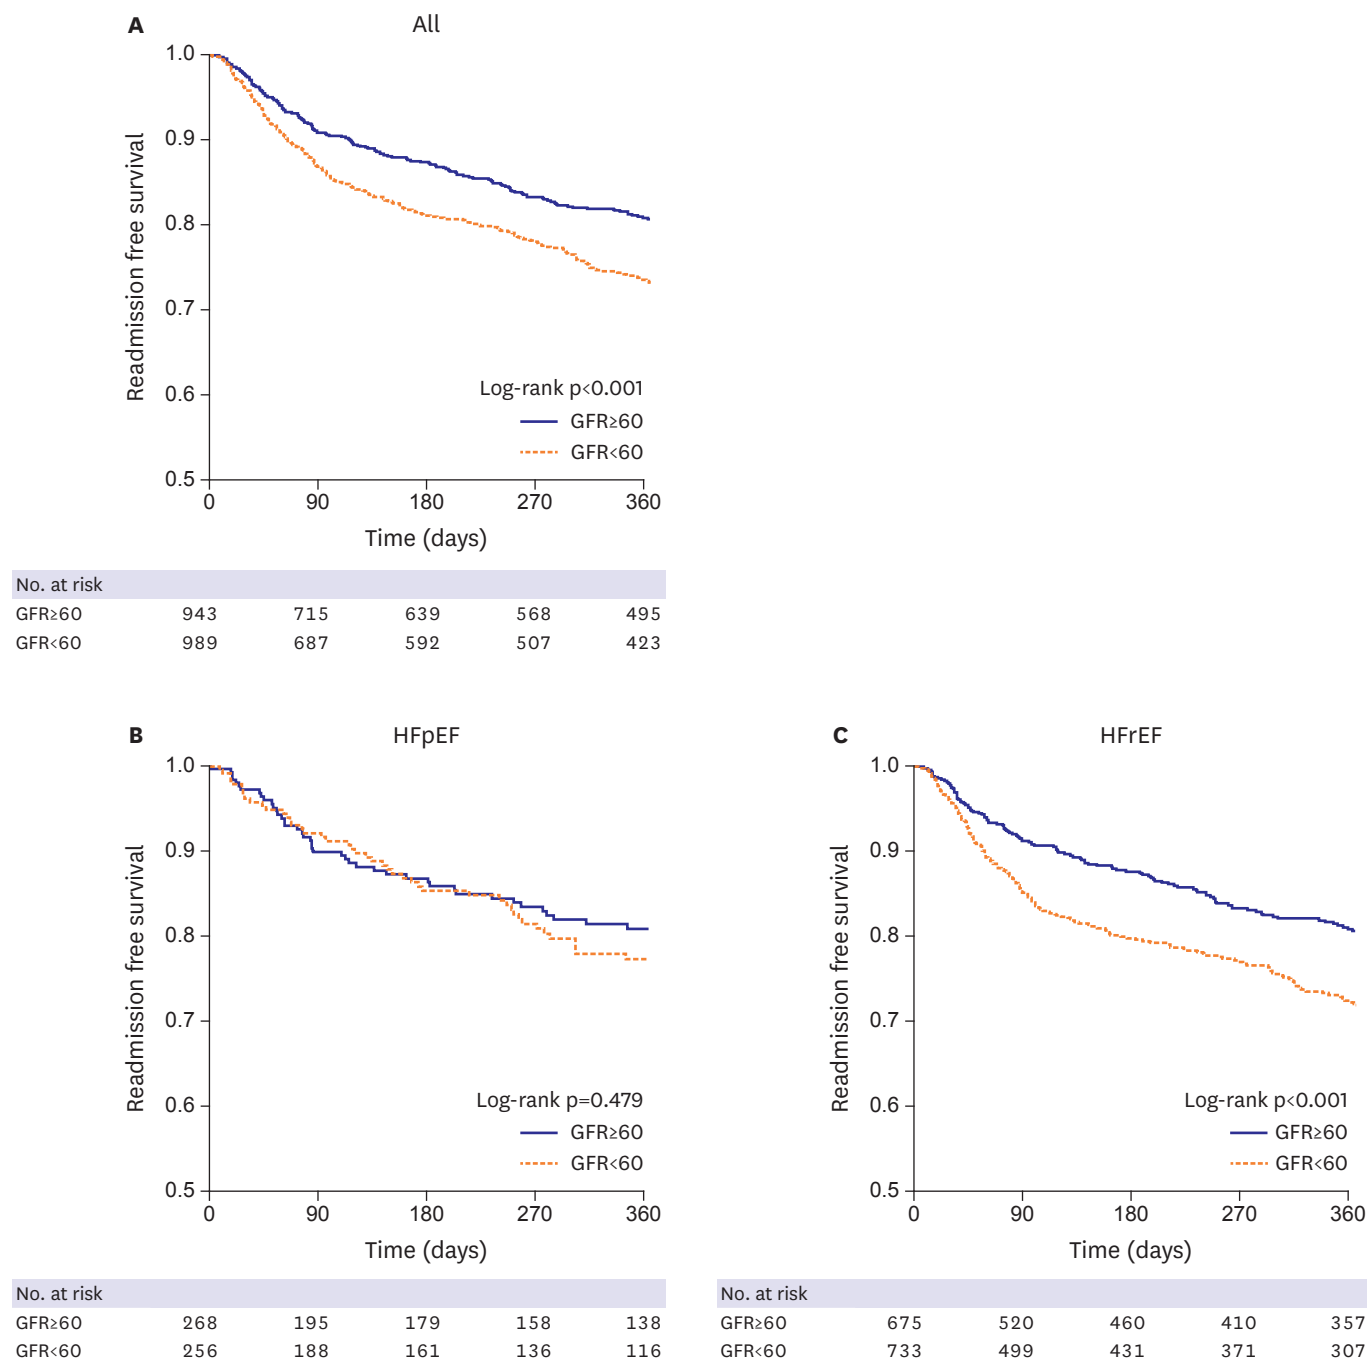 A All
Readmission free survival
1.0
0.9
0.8
0.7
0.6
0.5
Log-rank p<0.001
GFR≥60
GFR<60
0 90 180 270 360
Time (days)
No. at risk
GFR≥60 943 715 639 568 495
GFR<60 989 687 592 507 423
B HFpEF
Readmission free survival
1.0
0.9
0.8
0.7
0.6
0.5
Log-rank p=0.479
GFR≥60
GFR<60
0 90 180 270 360
Time (days)
No. at risk
GFR≥60 268 195 179 158 138
GFR<60 256 188 161 136 116
C HFrEF
Readmission free survival
1.0
0.9
0.8
0.7
0.6
0.5
Log-rank p<0.001
GFR≥60
GFR<60
0 90 180 270 360
Time (days)
No. at risk
GFR≥60 675 520 460 410 357
GFR<60 733 499 431 371 307